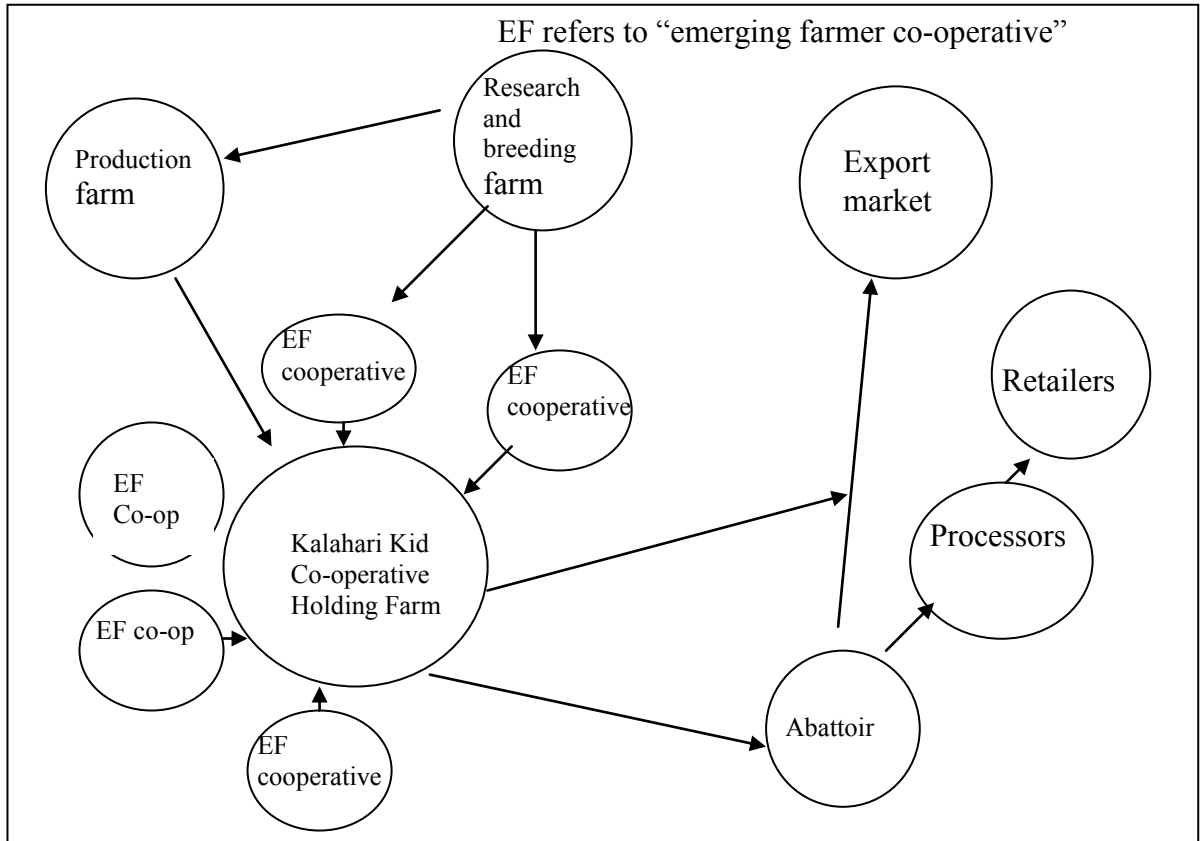 EF refers to “emerging farmer co-operative”
Research
and
breeding
farm
Production
farm
Export
market
EF
cooperative
EF
cooperative
Retailers
EF
Co-op
Kalahari Kid
Co-operative
Holding Farm
Processors
EF co-op
EF
cooperative
Abattoir